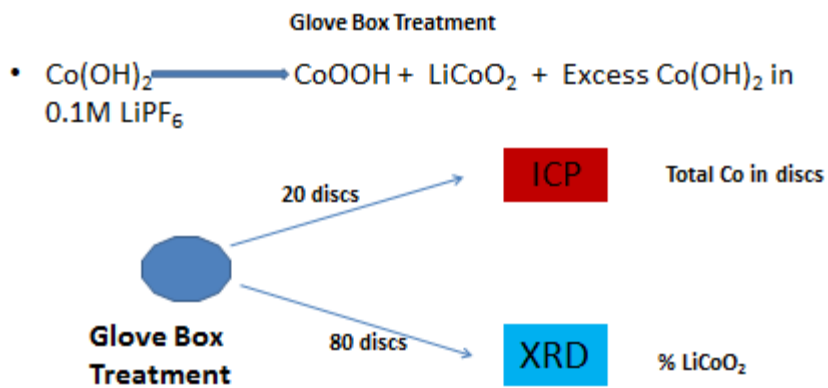 Glove Box Treatment
• Co(OH)₂ CoOOH + LiCoO₂ + Excess Co(OH)₂ in
0.1M LiPF₆
20 discs
ICP
Total Co in discs
Glove Box
Treatment
80 discs
XRD
% LiCoO₂